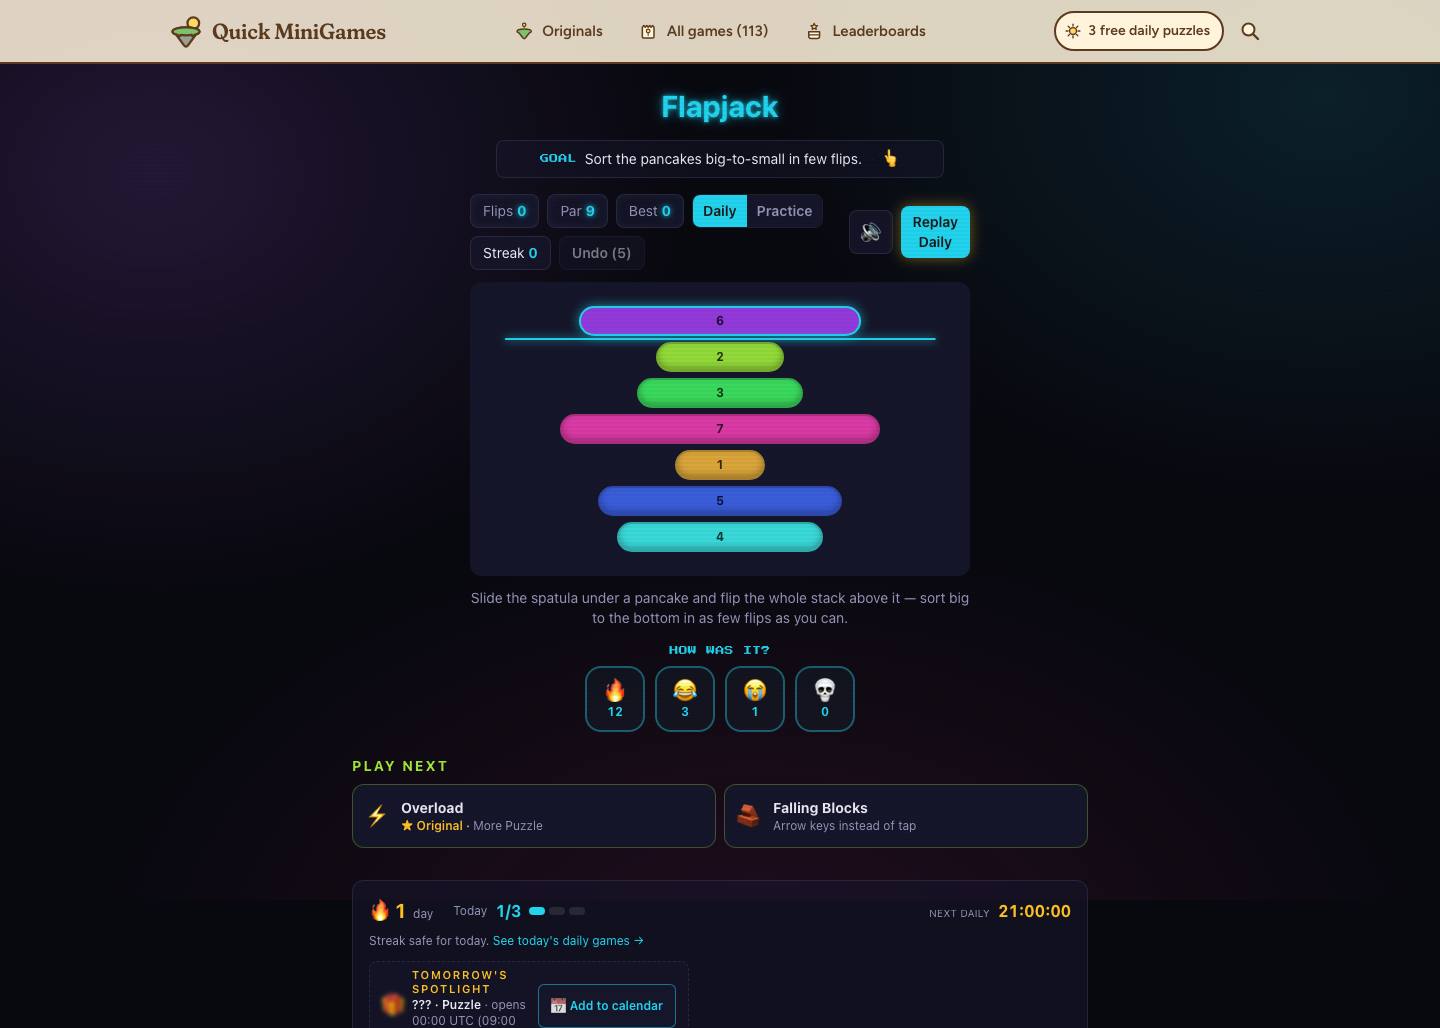 Quick MiniGames
Originals
All games (113)
Leaderboards
3 free daily puzzles
Flapjack
GOAL Sort the pancakes big-to-small in few flips.
Flips 0
Par 9
Best 0
Daily
Practice
Streak 0
Undo (5)
Replay
Daily
6
2
3
7
1
5
4
Slide the spatula under a pancake and flip the whole stack above it — sort big
to the bottom in as few flips as you can.
HOW WAS IT?
12
3
1
0
PLAY NEXT
Overload
Original · More Puzzle
Falling Blocks
Arrow keys instead of tap
1 day
Today 1/3
NEXT DAILY 21:00:00
Streak safe for today. See today's daily games →
TOMORROW'S
SPOTLIGHT
??? · Puzzle · opens
00:00 UTC (09:00
Add to calendar